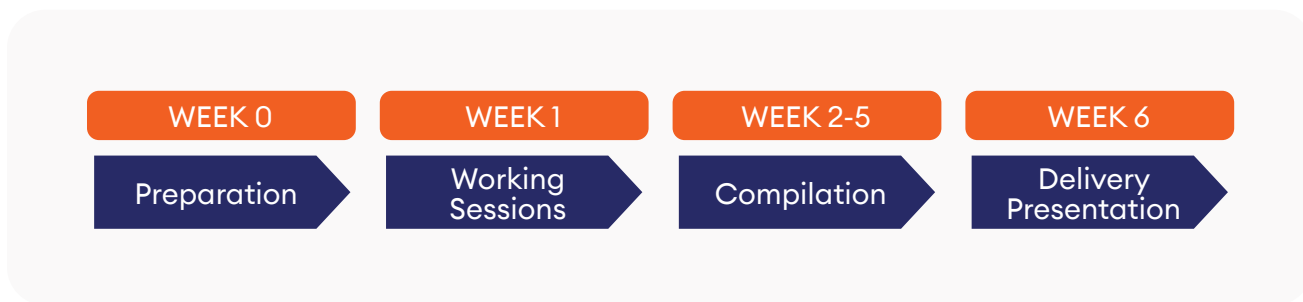 WEEK 0
Preparation
WEEK 1
Working
Sessions
WEEK 2-5
Compilation
WEEK 6
Delivery
Presentation